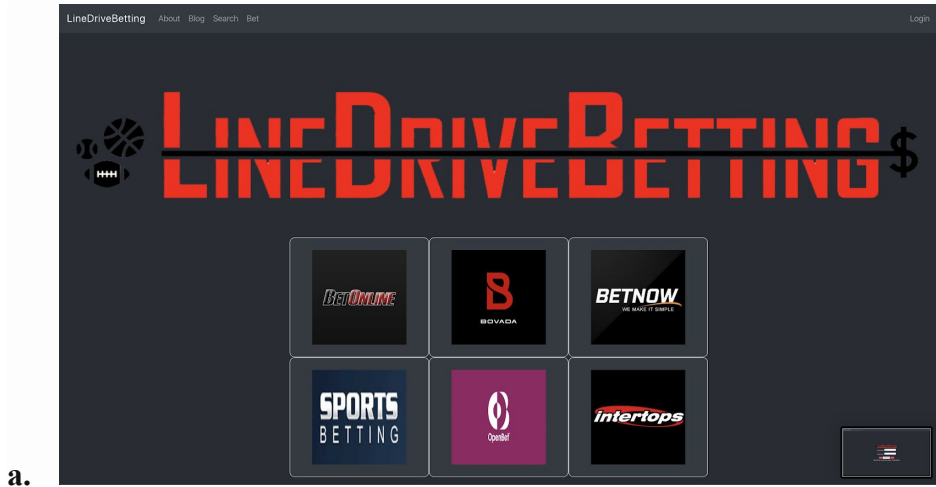 LineDriveBetting About Blog Search Bet Login
LINEDRIVEBETTING $
BETONLINE
B
BOVADA
BETNOW
WE MAKE IT SIMPLE
SPORTS
BETTING
OpenBet
intertops
a.